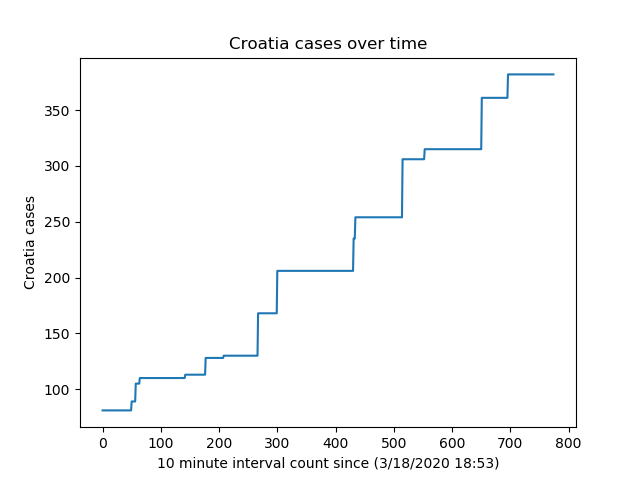 Croatia cases over time
350
300
250
200
150
100
Croatia cases
0 100 200 300 400 500 600 700 800
10 minute interval count since (3/18/2020 18:53)